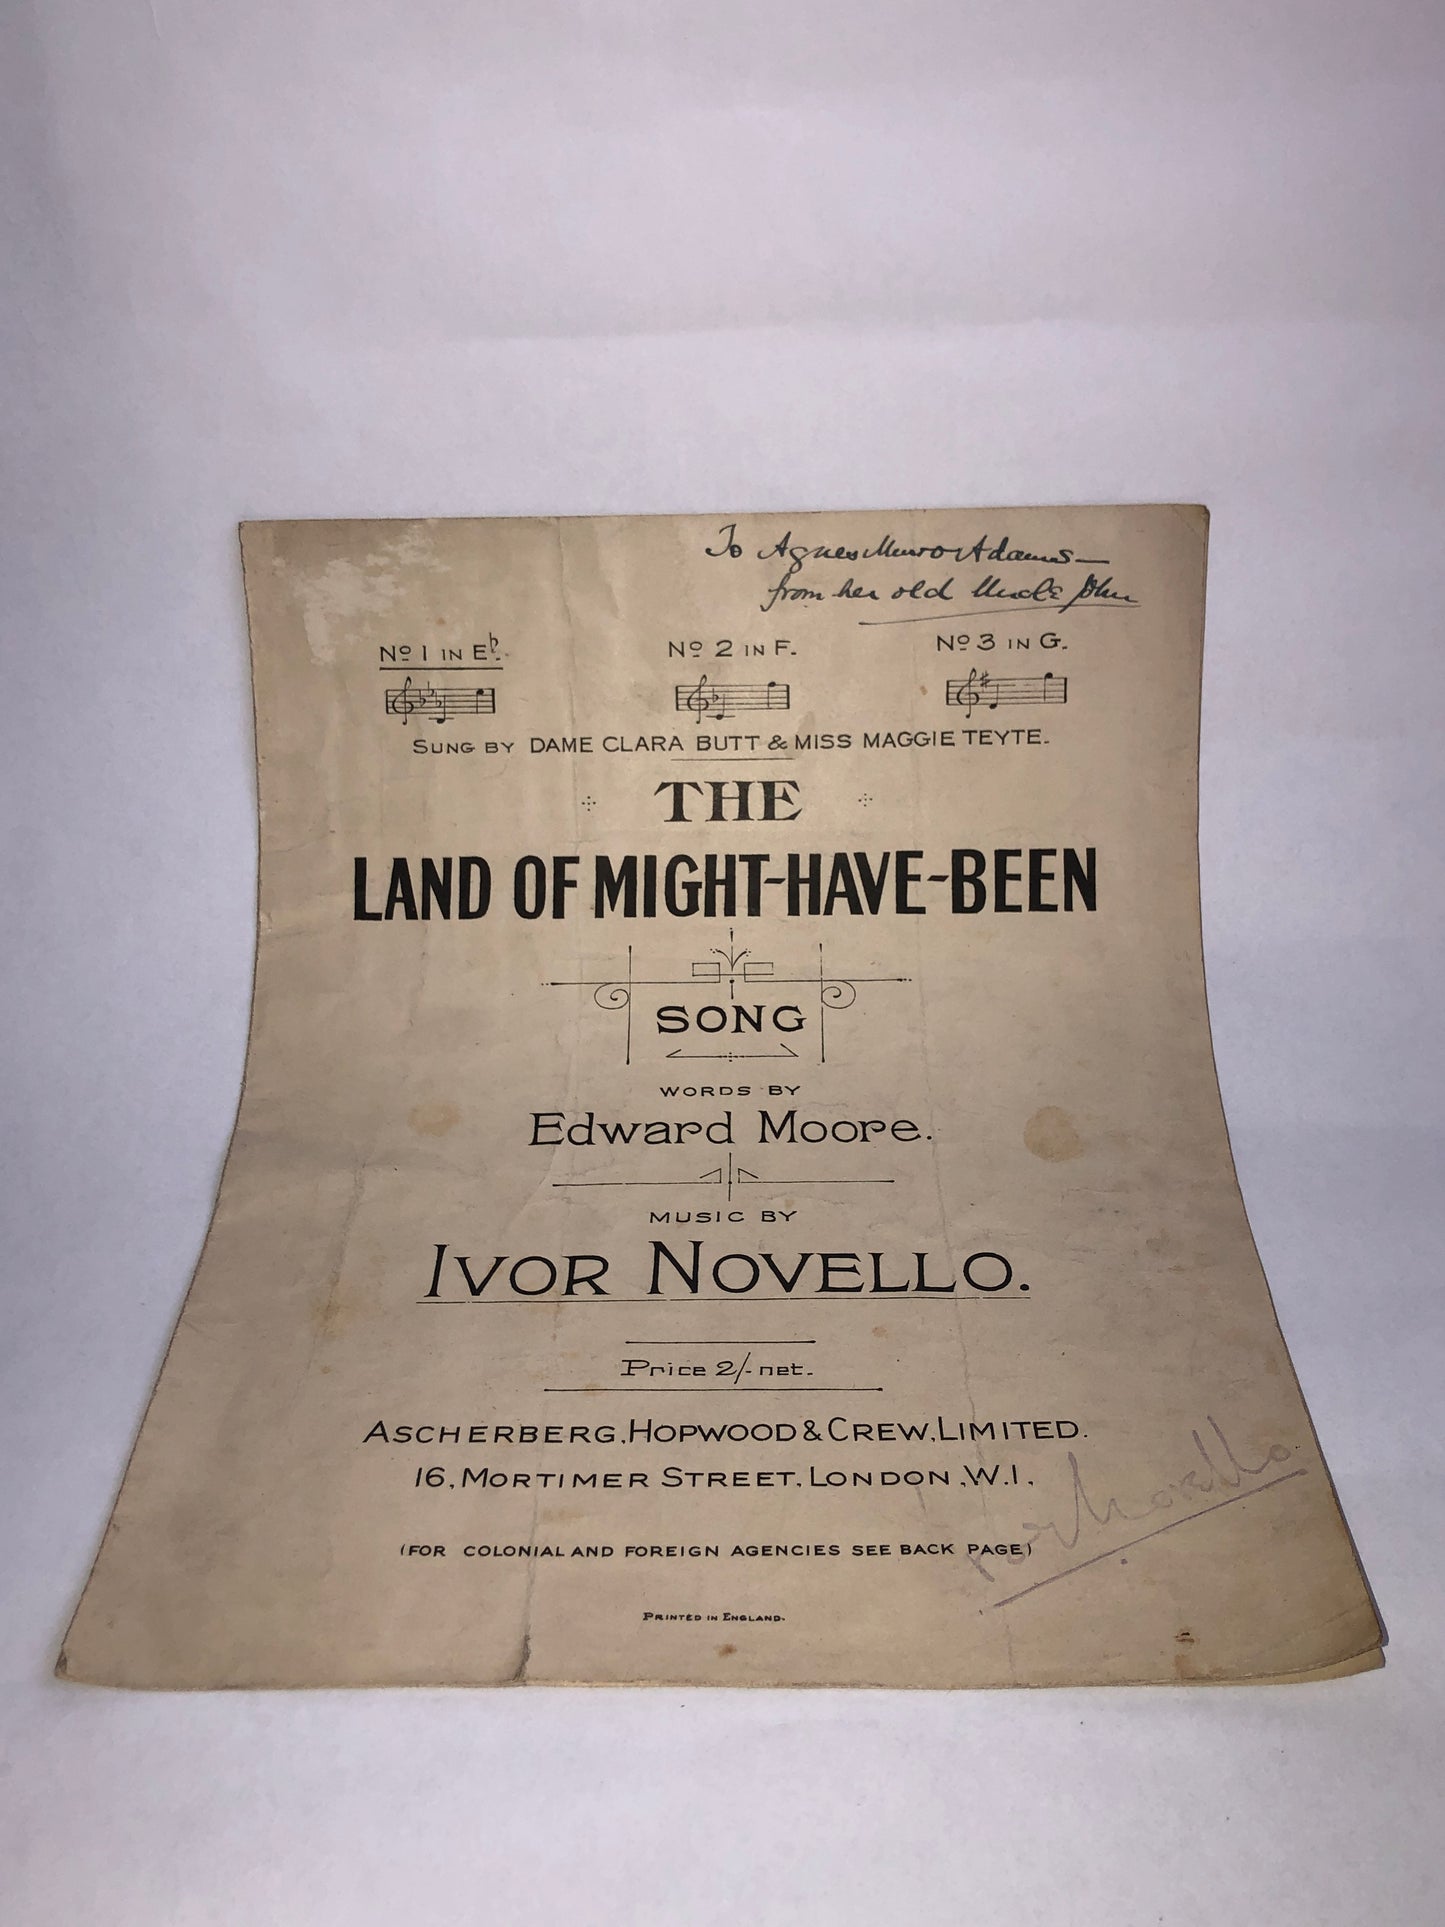 To Agnes Munro Adams—
from her old Uncle John
No 1 IN E♭.
No 2 IN F.
No 3 IN G.
SUNG BY DAME CLARA BUTT & MISS MAGGIE TEYTE.
THE
LAND OF MIGHT-HAVE-BEEN
SONG
WORDS BY
Edward Moore.
MUSIC BY
IVOR NOVELLO.
Price 2/- net.
ASCHERBERG, HOPWOOD & CREW, LIMITED.
16, MORTIMER STREET, LONDON, W.1.
(FOR COLONIAL AND FOREIGN AGENCIES SEE BACK PAGE)
Ivor Novello
PRINTED IN ENGLAND.